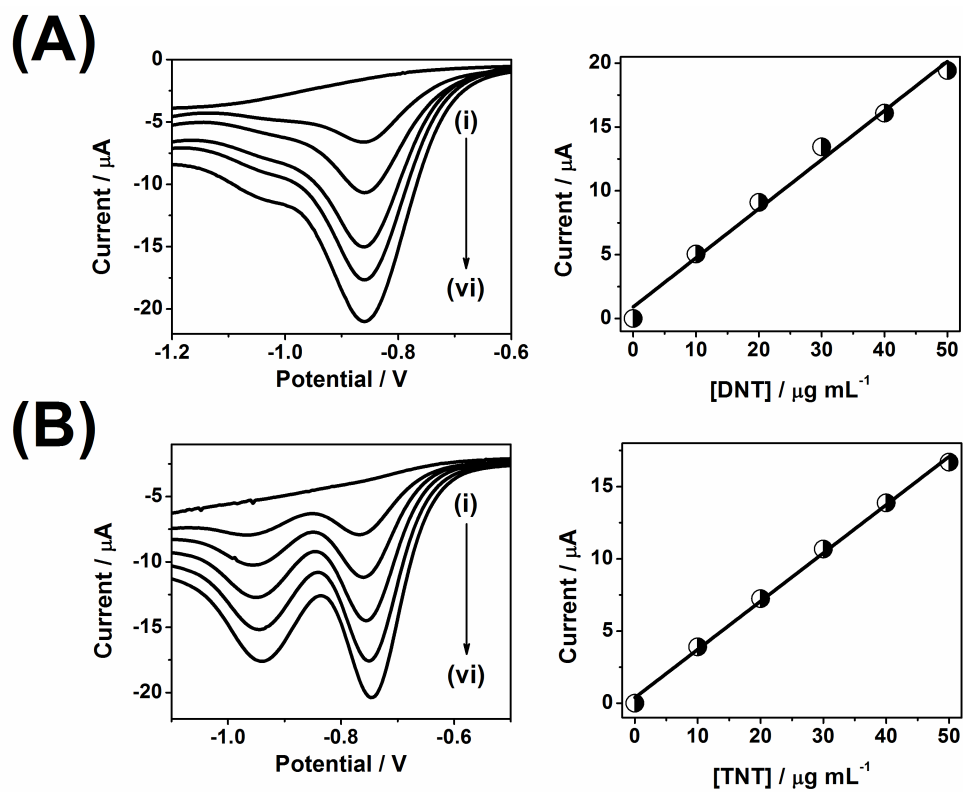 (A)
0
-5
-10
-15
-20
Current / μA
(i)
(vi)
-1.2 -1.0 -0.8 -0.6
Potential / V
20
15
10
5
0
Current / μA
0 10 20 30 40 50
[DNT] / μg mL-1
(B)
-5
-10
-15
-20
Current / μA
(i)
(vi)
-1.0 -0.8 -0.6
Potential / V
15
10
5
0
Current / μA
0 10 20 30 40 50
[TNT] / μg mL-1